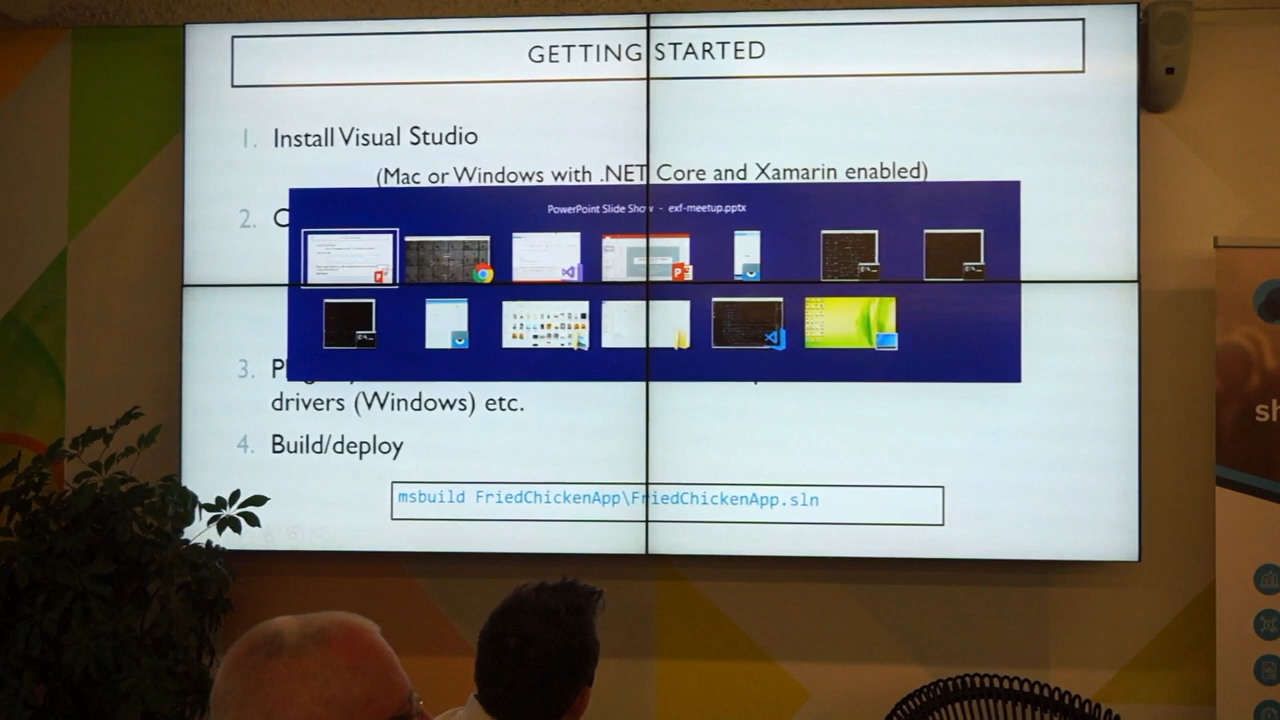 GETTING STARTED
1. Install Visual Studio
(Mac or Windows with .NET Core and Xamarin enabled)
2. C
PowerPoint Slide Show - exf-meetup.pptx
3. P
drivers (Windows) etc.
4. Build/deploy
msbuild FriedChickenApp\FriedChickenApp.sln
sh